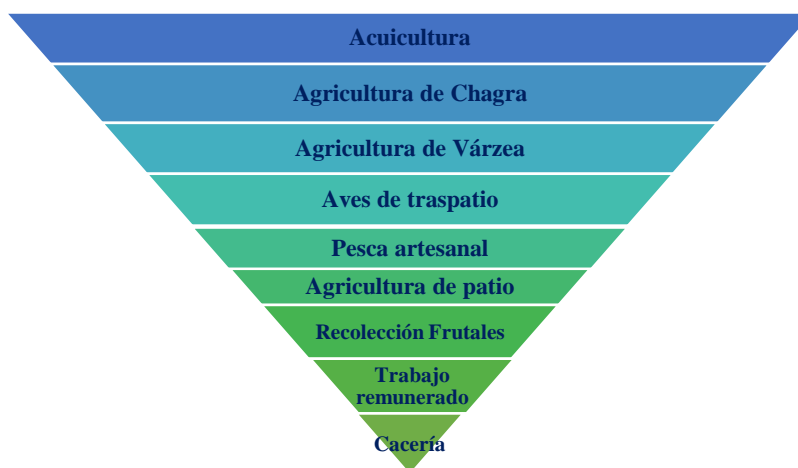 Acuicultura
Agricultura de Chagra
Agricultura de Várzea
Aves de traspatio
Pesca artesanal
Agricultura de patio
Recolección Frutales
Trabajo
remunerado
Cacería